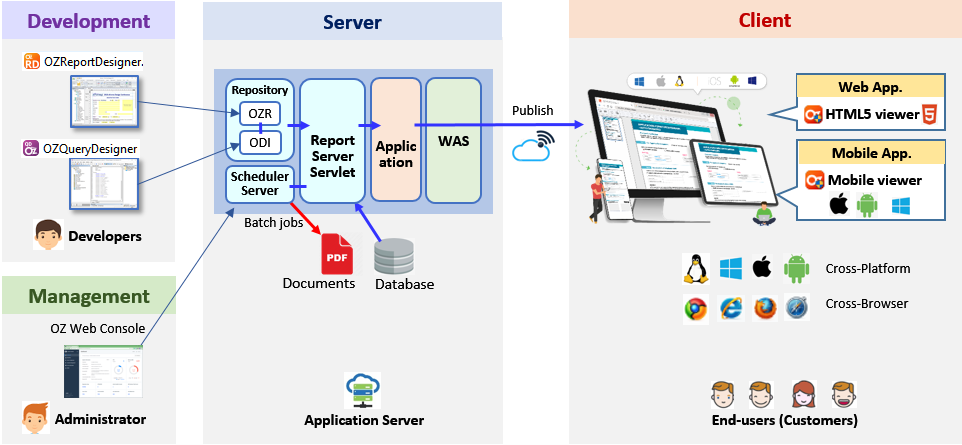 Development
OZReportDesigner.
OZQueryDesigner
Developers
Management
OZ Web Console
Administrator
Server
Repository
OZR
ODI
Scheduler
Server
Report
Server
Servlet
Applic
ation
WAS
Batch jobs
PDF
Documents
Database
Application Server
Publish
Client
Web App.
HTML5 viewer
Mobile App.
Mobile viewer
Cross-Platform
Cross-Browser
End-users (Customers)